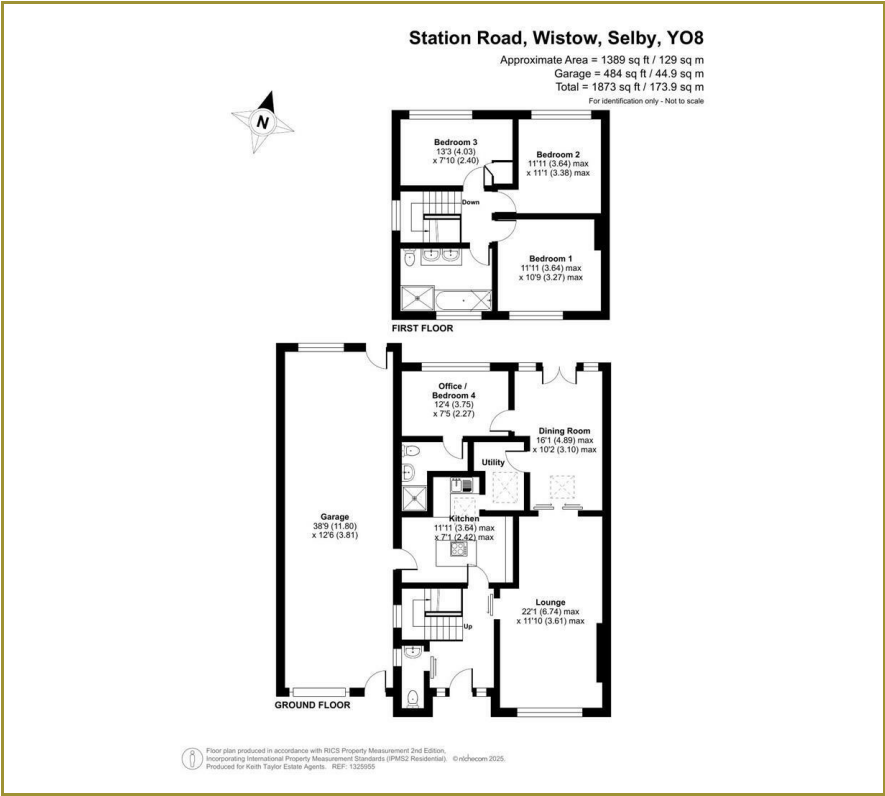 Station Road, Wistow, Selby, YO8
Approximate Area = 1389 sq ft / 129 sq m
Garage = 484 sq ft / 44.9 sq m
Total = 1873 sq ft / 173.9 sq m
For identification only - Not to scale
N
Bedroom 3
13'3 (4.03)
x 7'10 (2.40)
Bedroom 2
11'11 (3.64) max
x 11'1 (3.38) max
Down
Bedroom 1
11'11 (3.64) max
x 10'9 (3.27) max
FIRST FLOOR
Office /
Bedroom 4
12'4 (3.75)
x 7'5 (2.27)
Dining Room
16'1 (4.89) max
x 10'2 (3.10) max
Utility
Garage
38'9 (11.80)
x 12'6 (3.81)
Kitchen
11'11 (3.64) max
x 7'1 (2.42) max
Lounge
22'1 (6.74) max
x 11'10 (3.61) max
Up
GROUND FLOOR
Floor plan produced in accordance with RICS Property Measurement 2nd Edition,
Incorporating International Property Measurement Standards (IPMS2 Residential). © nichecom 2025.
Produced for Keith Taylor Estate Agents. REF: 1325955